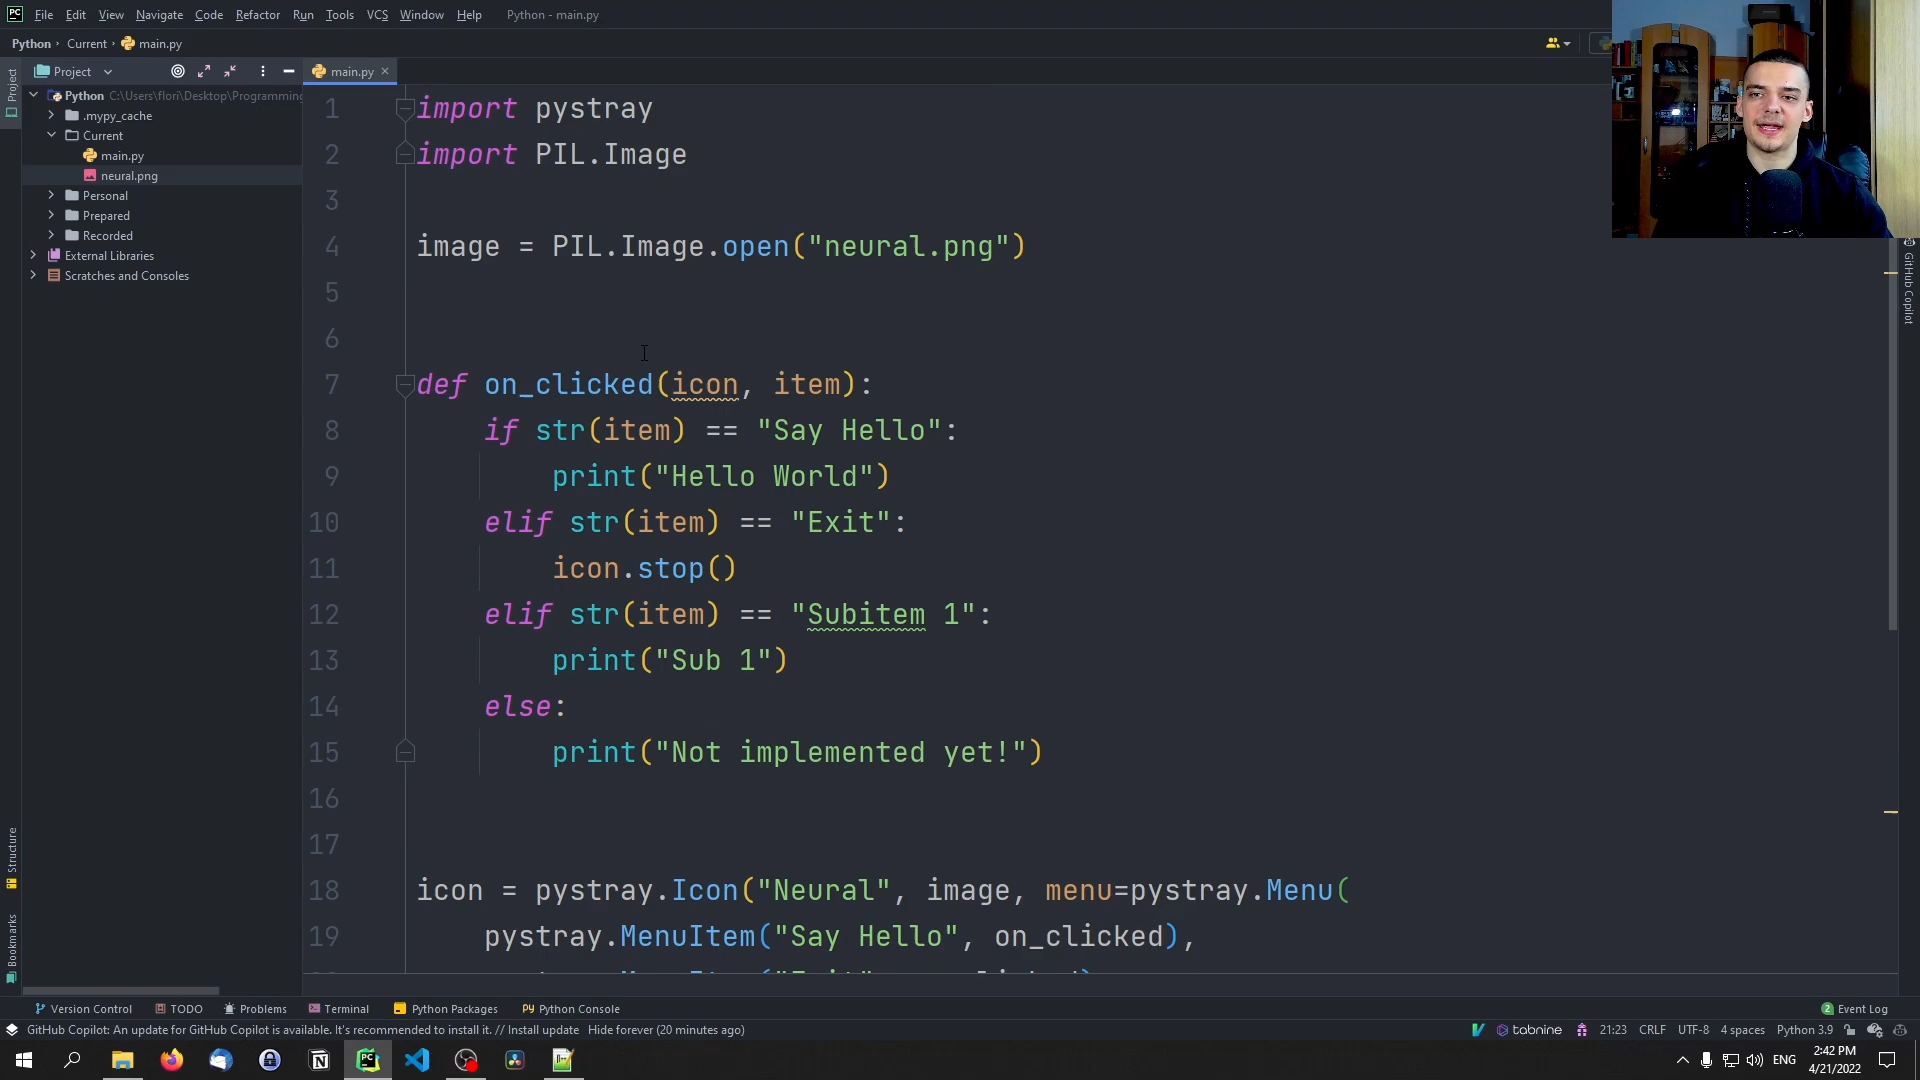 PC File Edit View Navigate Code Refactor Run Tools VCS Window Help Python - main.py
Python Current main.py
Project main.py
Project
Python C:\Users\flori\Desktop\Programming
.mypy_cache
Current
main.py
neural.png
Personal
Prepared
Recorded
External Libraries
Scratches and Consoles
1 import pystray
2 import PIL.Image
3
4 image = PIL.Image.open("neural.png")
5
6
7 def on_clicked(icon, item):
8 if str(item) == "Say Hello":
9 print("Hello World")
10 elif str(item) == "Exit":
11 icon.stop()
12 elif str(item) == "Subitem 1":
13 print("Sub 1")
14 else:
15 print("Not implemented yet!")
16
17
18 icon = pystray.Icon("Neural", image, menu=pystray.Menu(
19 pystray.MenuItem("Say Hello", on_clicked),
GitHub Copilot
Structure
Bookmarks
Version Control TODO Problems Terminal Python Packages Python Console 2 Event Log
GitHub Copilot: An update for GitHub Copilot is available. It's recommended to install it. // Install update Hide forever (20 minutes ago) tabnine 21:23 CRLF UTF-8 4 spaces Python 3.9
ENG
2:42 PM
4/21/2022